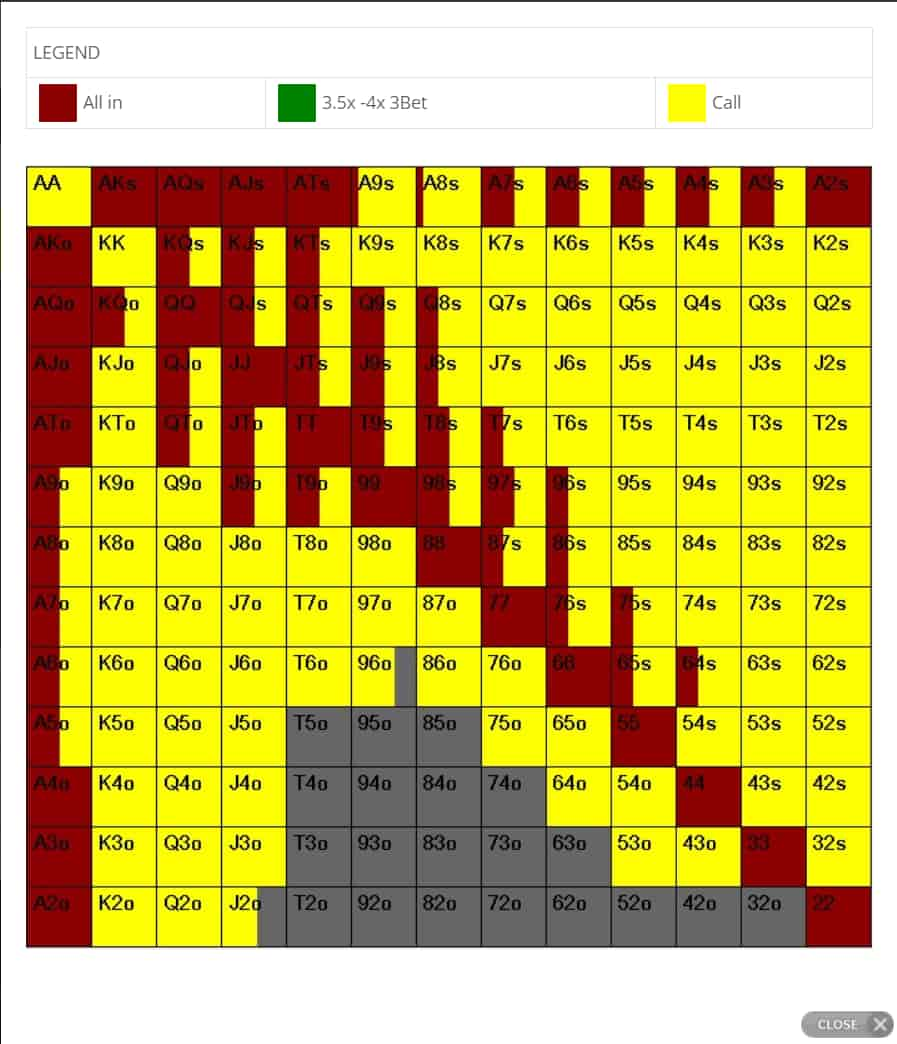 LEGEND
All in 3.5x -4x 3Bet Call
AA AKs AQs AJs ATs A9s A8s A7s A6s A5s A4s A3s A2s
AKo KK KQs KJs KTs K9s K8s K7s K6s K5s K4s K3s K2s
AQo KQo QQ QJs QTs Q9s Q8s Q7s Q6s Q5s Q4s Q3s Q2s
AJo KJo QJo JJ JTs J9s J8s J7s J6s J5s J4s J3s J2s
ATo KTo QTo JTo TT T9s T8s T7s T6s T5s T4s T3s T2s
A9o K9o Q9o J9o T9o 99 98s 97s 96s 95s 94s 93s 92s
A8o K8o Q8o J8o T8o 98o 88 87s 86s 85s 84s 83s 82s
A7o K7o Q7o J7o T7o 97o 87o 77 76s 75s 74s 73s 72s
A6o K6o Q6o J6o T6o 96o 86o 76o 66 65s 64s 63s 62s
A5o K5o Q5o J5o T5o 95o 85o 75o 65o 55 54s 53s 52s
A4o K4o Q4o J4o T4o 94o 84o 74o 64o 54o 44 43s 42s
A3o K3o Q3o J3o T3o 93o 83o 73o 63o 53o 43o 33 32s
A2o K2o Q2o J2o T2o 92o 82o 72o 62o 52o 42o 32o 22
CLOSE